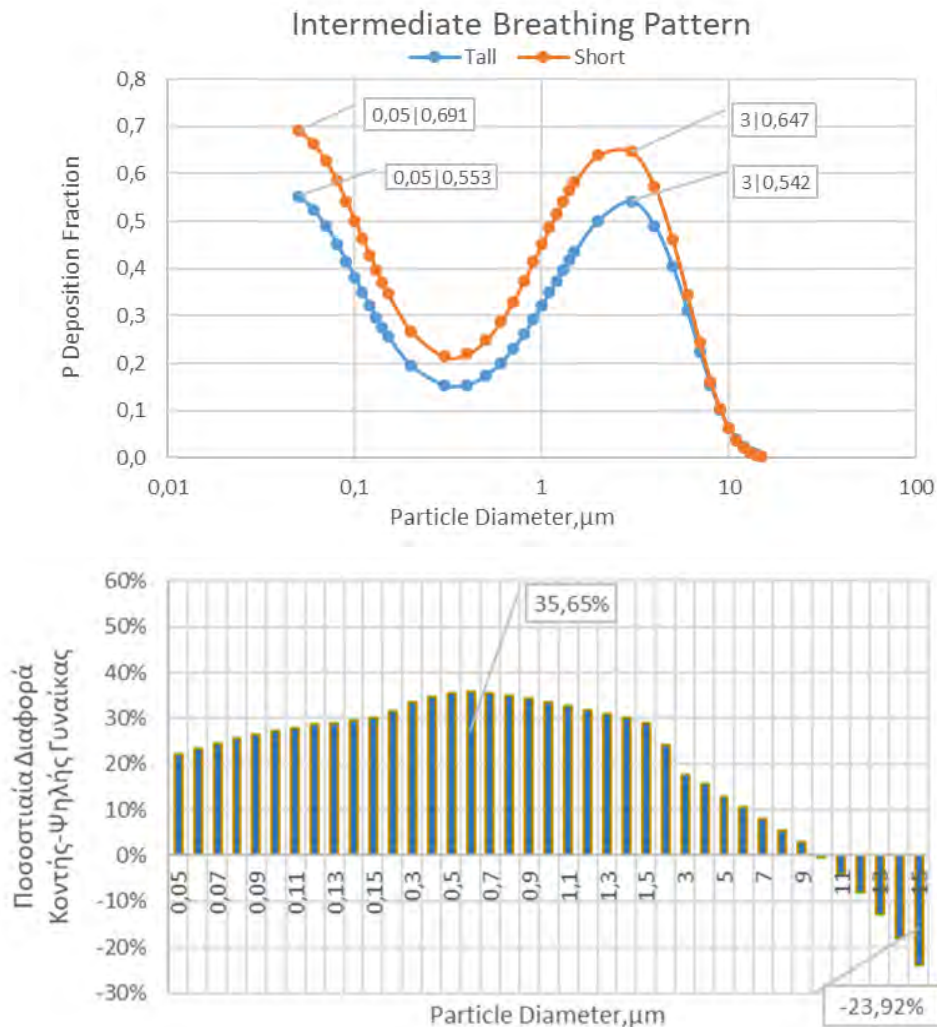 Intermediate Breathing Pattern
Tall Short
P Deposition Fraction
0,8
0,7
0,6
0,5
0,4
0,3
0,2
0,1
0,0
0,05|0,691
0,05|0,553
3|0,647
3|0,542
0,01 0,1 1 10 100
Particle Diameter,μm
Ποσοστιαία Διαφορά
Κοντής-Ψηλής Γυναίκας
60%
50%
40%
30%
20%
10%
0%
-10%
-20%
-30%
35,65%
0,05 0,07 0,09 0,11 0,13 0,15 0,3 0,5 0,7 0,9 1,1 1,3 1,5 3 5 7 9 11 13 15
-23,92%
Particle Diameter,μm